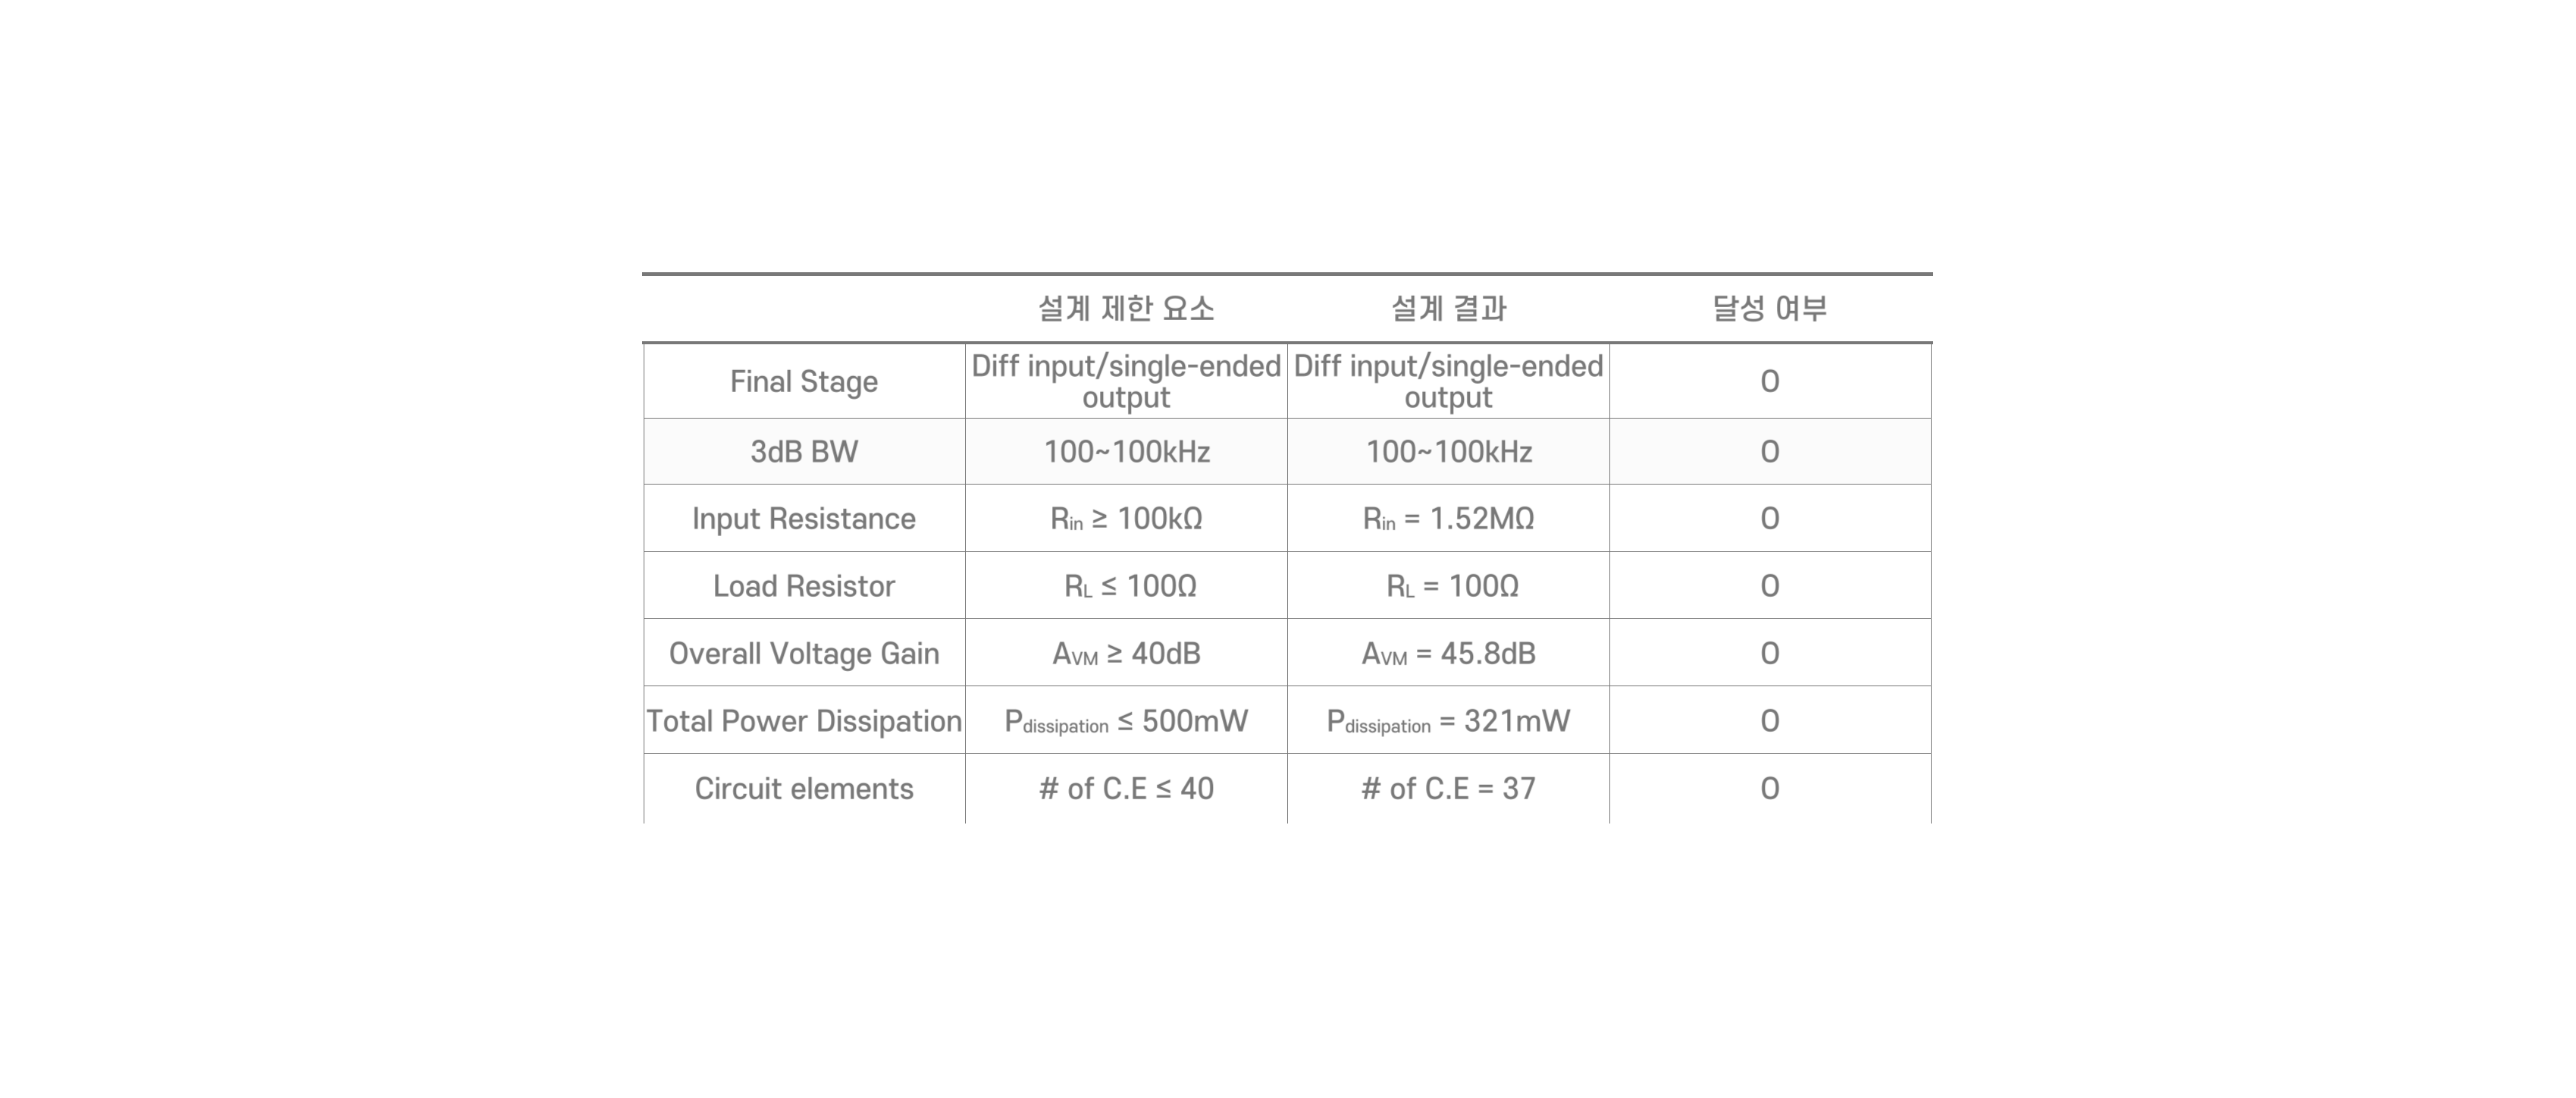 설계 제한 요소 설계 결과 달성 여부
Final Stage Diff input/single-ended output Diff input/single-ended output O
3dB BW 100~100kHz 100~100kHz O
Input Resistance Rin ≥ 100kΩ Rin = 1.52MΩ O
Load Resistor RL ≤ 100Ω RL = 100Ω O
Overall Voltage Gain AVM ≥ 40dB AVM = 45.8dB O
Total Power Dissipation Pdissipation ≤ 500mW Pdissipation = 321mW O
Circuit elements # of C.E ≤ 40 # of C.E = 37 O